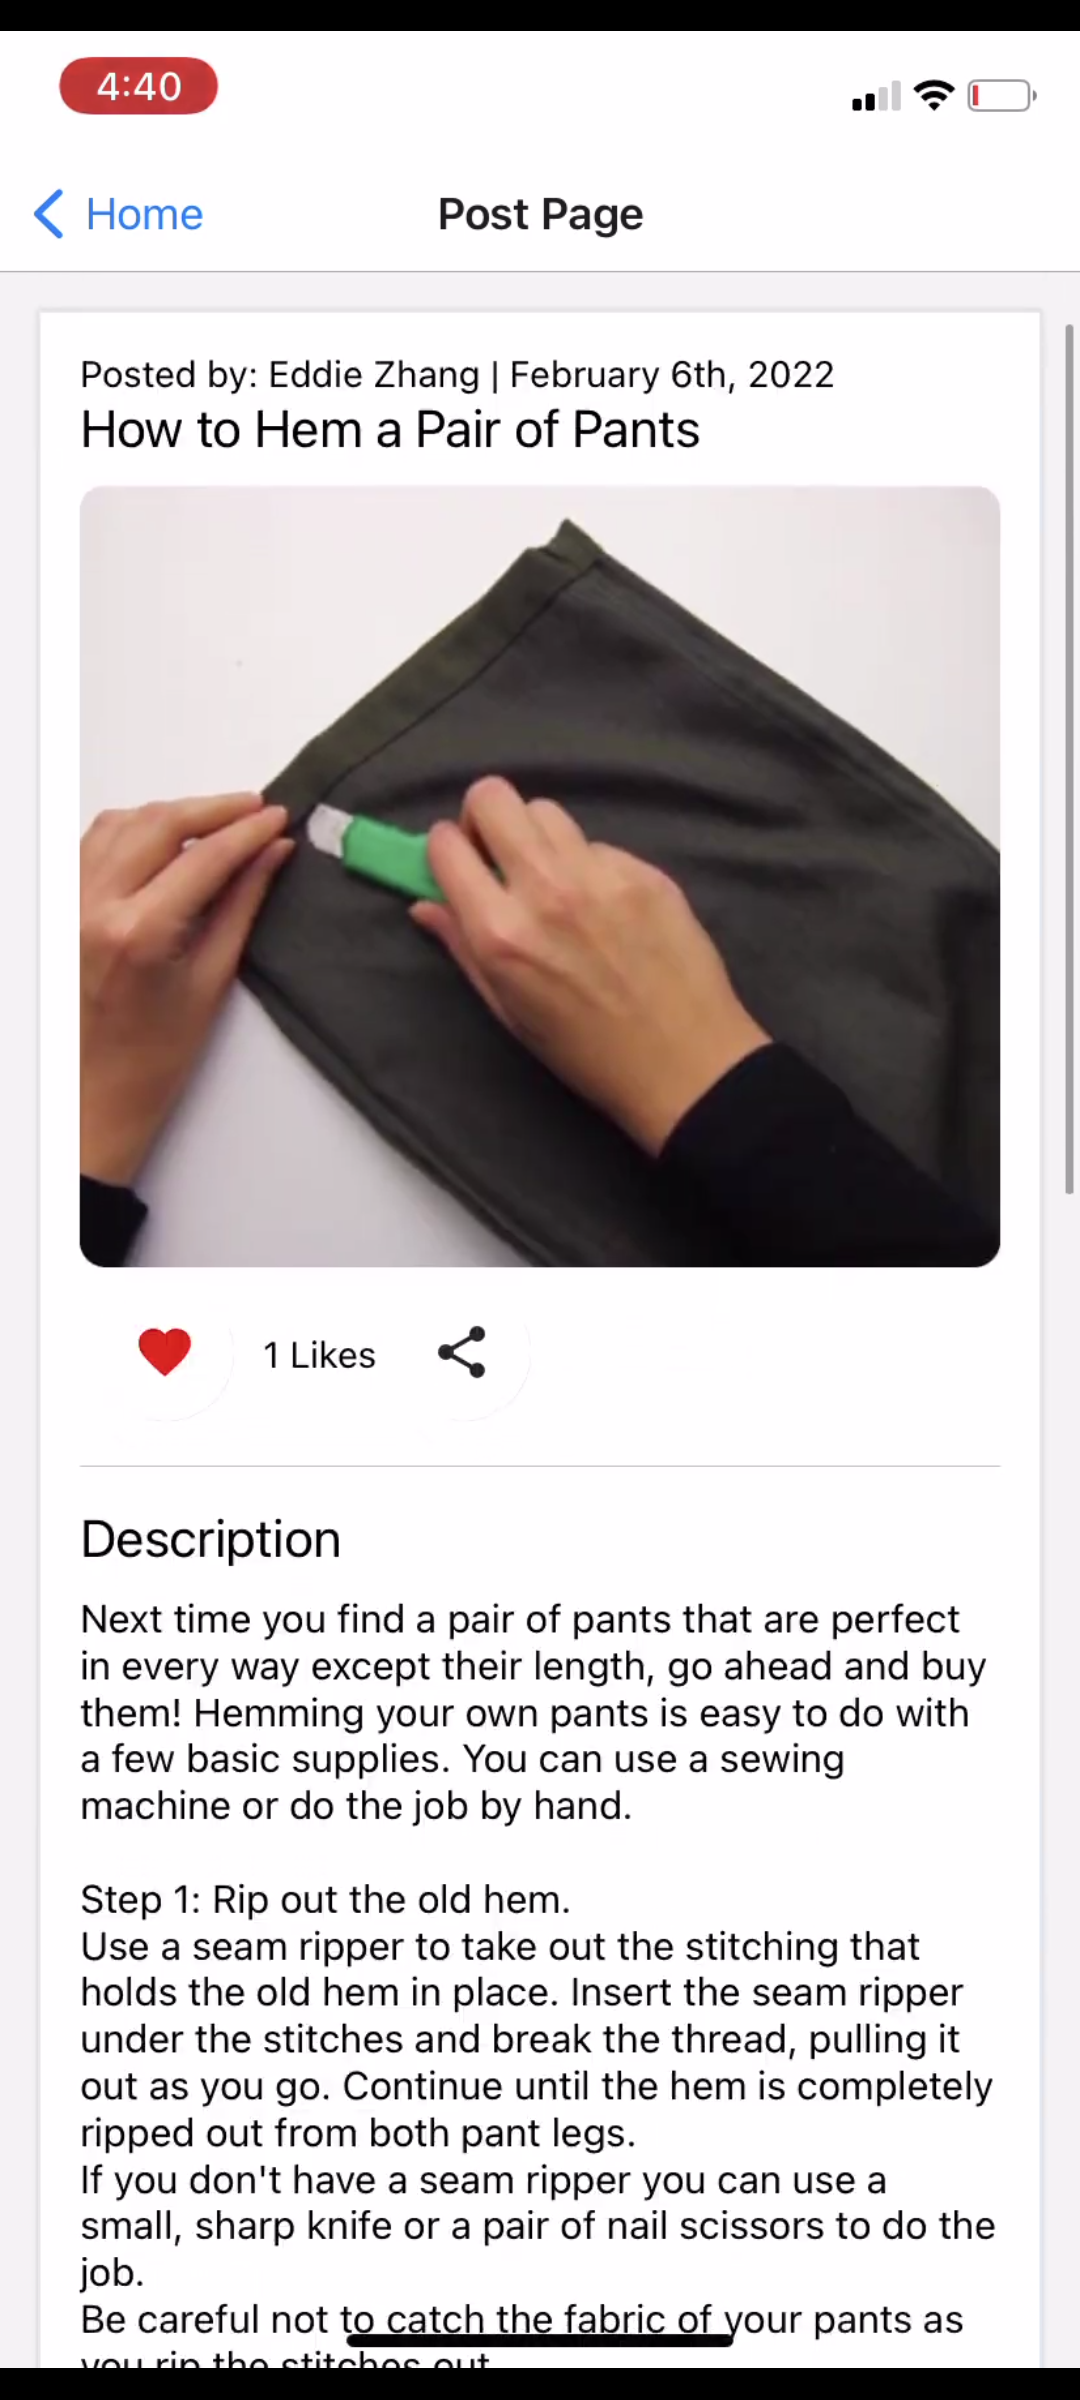 4:40
Home
Post Page
Posted by: Eddie Zhang | February 6th, 2022
How to Hem a Pair of Pants
1 Likes
Description
Next time you find a pair of pants that are perfect
in every way except their length, go ahead and buy
them! Hemming your own pants is easy to do with
a few basic supplies. You can use a sewing
machine or do the job by hand.
Step 1: Rip out the old hem.
Use a seam ripper to take out the stitching that
holds the old hem in place. Insert the seam ripper
under the stitches and break the thread, pulling it
out as you go. Continue until the hem is completely
ripped out from both pant legs.
If you don't have a seam ripper you can use a
small, sharp knife or a pair of nail scissors to do the
job.
Be careful not to catch the fabric of your pants as
you rip the stitches out